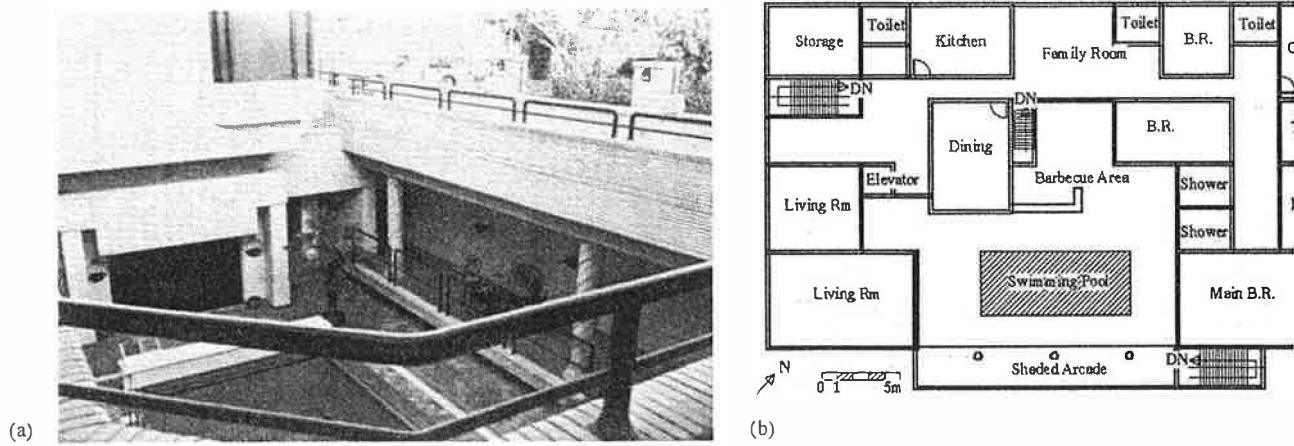 Storage
Toilet
Kitchen
Family Room
Toilet
B.R.
Toilet
DN
DN
Dining
B.R.
Elevator
Barbecue Area
Shower
Living Rm
Shower
Swimming Pool
Living Rm
Main B.R.
N
0 1 5m
Shaded Arcade
DN
(a)
(b)